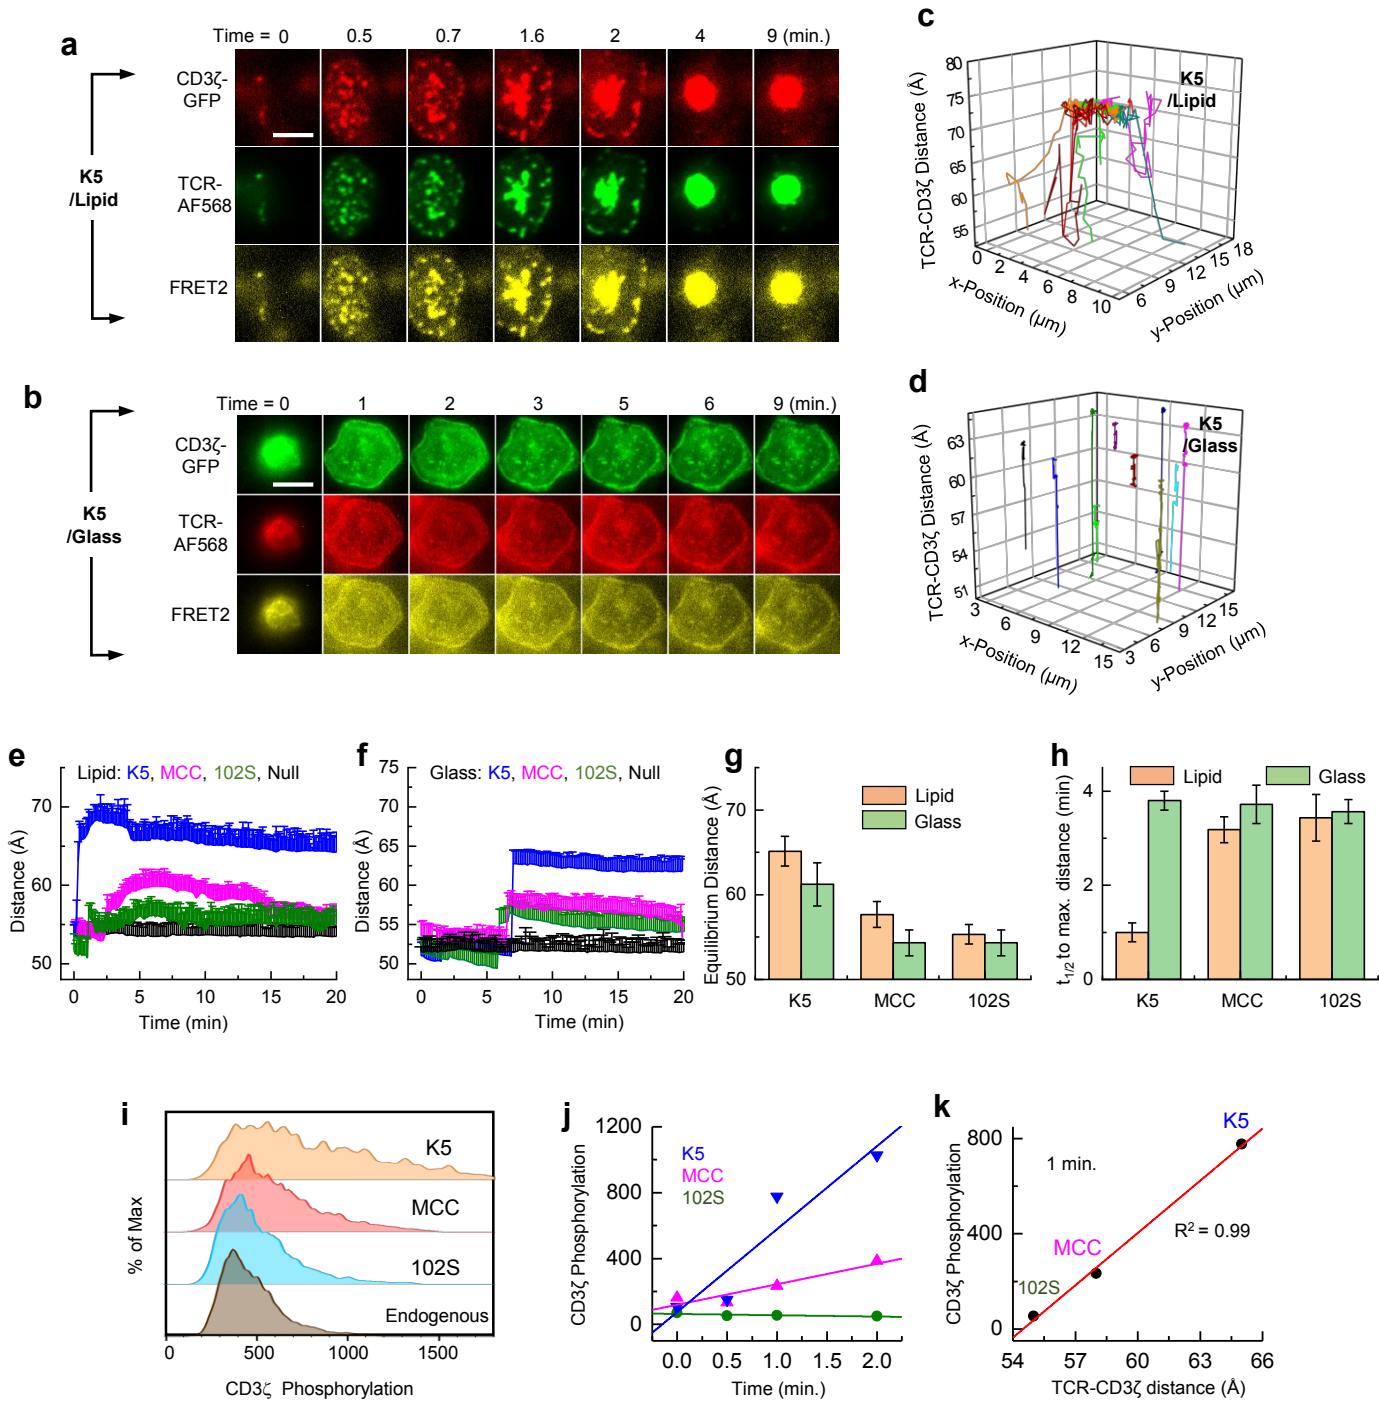 a
Time = 0 0.5 0.7 1.6 2 4 9 (min.)
CD3ζ-
GFP
TCR-
AF568
FRET2
K5
/Lipid
b
Time = 0 1 2 3 5 6 9 (min.)
CD3ζ-
GFP
TCR-
AF568
FRET2
K5
/Glass
c
K5
/Lipid
TCR-CD3ζ Distance (Å)
80
75
70
65
60
55
0 2 4 6 8 10
x-Position (µm)
6 9 12 15 18
y-Position (µm)
d
K5
/Glass
TCR-CD3ζ Distance (Å)
63
60
57
54
51
3 6 9 12 15
x-Position (µm)
3 6 9 12 15
y-Position (µm)
e
Lipid: K5, MCC, 102S, Null
Distance (Å)
70
60
50
0 5 10 15 20
Time (min)
f
Glass: K5, MCC, 102S, Null
Distance (Å)
75
70
65
60
55
50
0 5 10 15 20
Time (min)
g
Lipid
Glass
Equilibrium Distance (Å)
70
60
50
K5 MCC 102S
h
Lipid Glass
t1/2 to max. distance (min)
4
2
0
K5 MCC 102S
i
% of Max
K5
MCC
102S
Endogenous
0 500 1000 1500
CD3ζ Phosphorylation
j
K5
MCC
102S
CD3ζ Phosphorylation
1200
800
400
0
0.0 0.5 1.0 1.5 2.0
Time (min.)
k
K5
1 min.
MCC
R² = 0.99
102S
CD3ζ Phosphorylation
800
400
0
54 57 60 63 66
TCR-CD3ζ distance (Å)